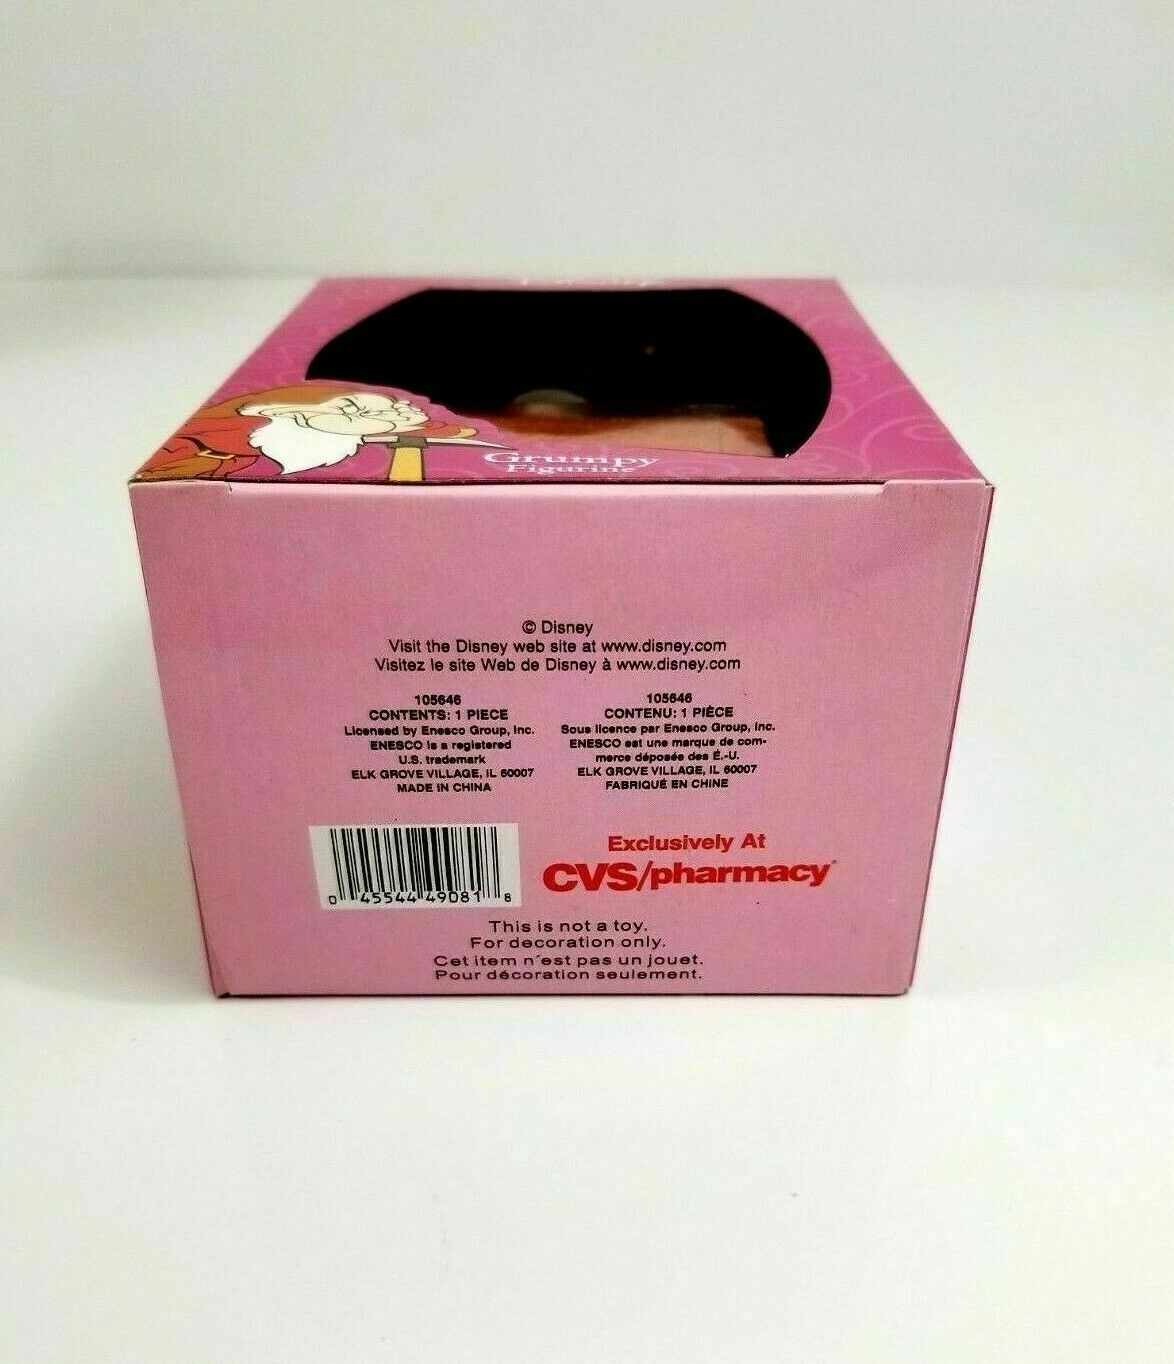 Grumpy
Figurine
© Disney
Visit the Disney web site at www.disney.com
Visitez le site Web de Disney à www.disney.com
105646
CONTENTS: 1 PIECE
Licensed by Enesco Group, Inc.
ENESCO is a registered
U.S. trademark
ELK GROVE VILLAGE, IL 60007
MADE IN CHINA
105646
CONTENU: 1 PIÈCE
Sous licence par Enesco Group, Inc.
ENESCO est une marque de com-
merce déposée des É.-U.
ELK GROVE VILLAGE, IL 60007
FABRIQUÉ EN CHINE
0 45544 49081 8
Exclusively At
CVS/pharmacy
This is not a toy.
For decoration only.
Cet item n'est pas un jouet.
Pour décoration seulement.